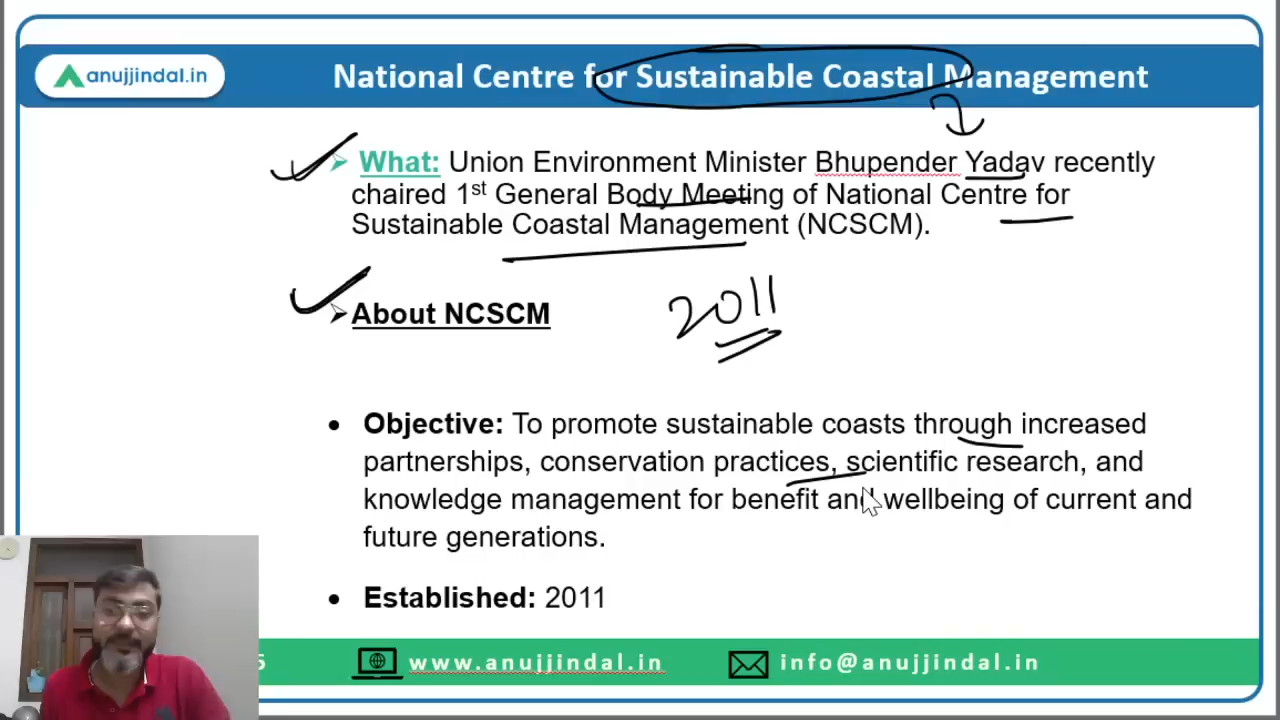 anujjindal.in
National Centre for Sustainable Coastal Management
What: Union Environment Minister Bhupender Yadav recently
chaired 1st General Body Meeting of National Centre for
Sustainable Coastal Management (NCSCM).
About NCSCM
2011
Objective: To promote sustainable coasts through increased
partnerships, conservation practices, scientific research, and
knowledge management for benefit and wellbeing of current and
future generations.
Established: 2011
5
www.anujjindal.in
info@anujjindal.in